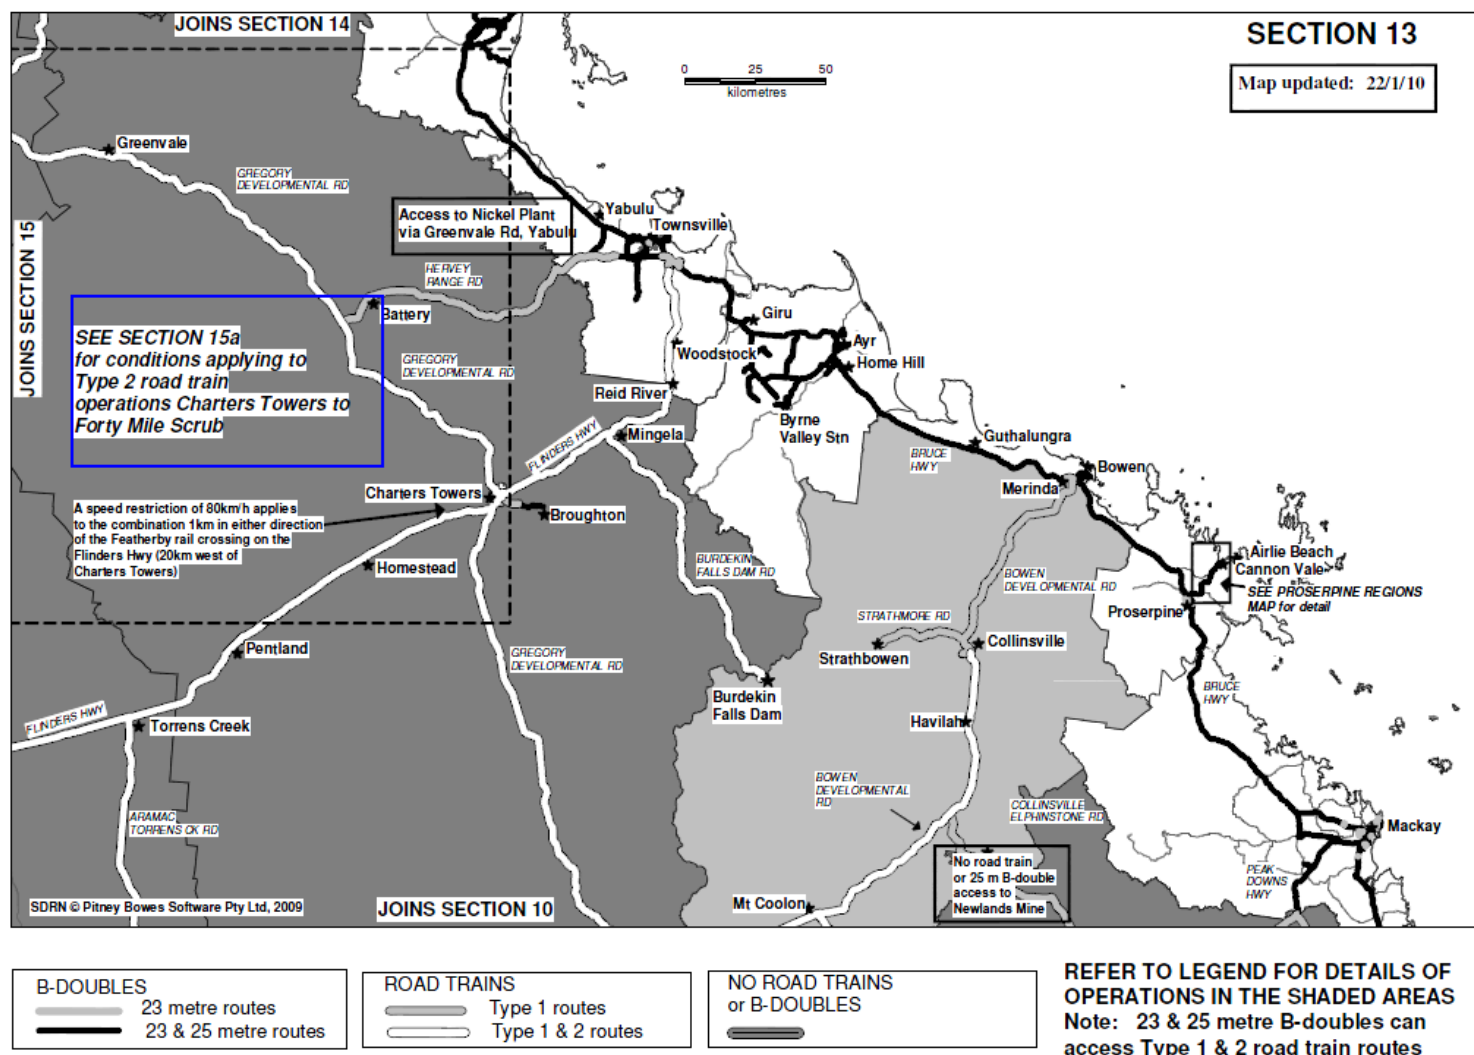 JOINS SECTION 14
SECTION 13
Map updated: 22/1/10
0 25 50
kilometres
Greenvale
GREGORY
DEVELOPMENTAL RD
JOINS SECTION 15
Access to Nickel Plant
via Greenvale Rd, Yabulu
Yabulu
Townsville
HERVEY
RANGE RD
Battery
SEE SECTION 15a
for conditions applying to
Type 2 road train
operations Charters Towers to
Forty Mile Scrub
GREGORY
DEVELOPMENTAL RD
Giru
Woodstock
Ayr
Home Hill
Reid River
Byrne
Valley Stn
Mingela
FLINDERS HWY
Guthalungra
BRUCE
HWY
Bowen
Merinda
Charters Towers
Broughton
A speed restriction of 80km/h applies
to the combination 1km in either direction
of the Featherby rail crossing on the
Flinders Hwy (20km west of
Charters Towers)
Homestead
BURDEKIN
FALLS DAM RD
BOWEN
DEVELOPMENTAL RD
Airlie Beach
Cannon Vale
SEE PROSERPINE REGIONS
MAP for detail
Proserpine
STRATHMORE RD
Strathbowen
Collinsville
Pentland
GREGORY
DEVELOPMENTAL RD
Burdekin
Falls Dam
BRUCE
HWY
FLINDERS HWY
Torrens Creek
Havilah
BOWEN
DEVELOPMENTAL
RD
COLLINSVILLE
ELPHINSTONE RD
ARAMAC
TORRENS CK RD
Mackay
No road train
or 25 m B-double
access to
Newlands Mine
PEAK
DOWNS
HWY
Mt Coolon
SDRN © Pitney Bowes Software Pty Ltd, 2009
JOINS SECTION 10
B-DOUBLES
23 metre routes
23 & 25 metre routes
ROAD TRAINS
Type 1 routes
Type 1 & 2 routes
NO ROAD TRAINS
or B-DOUBLES
REFER TO LEGEND FOR DETAILS OF
OPERATIONS IN THE SHADED AREAS
Note: 23 & 25 metre B-doubles can
access Type 1 & 2 road train routes